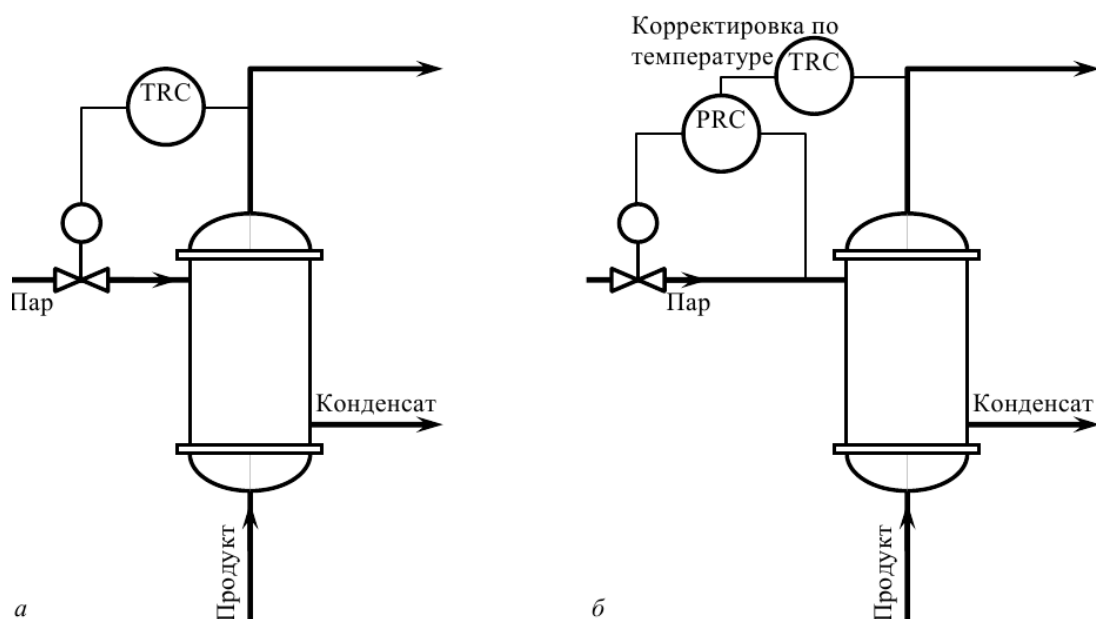 TRC
Пар
Конденсат
Продукт
а
Корректировка по
температуре
TRC
PRC
Пар
Конденсат
Продукт
б